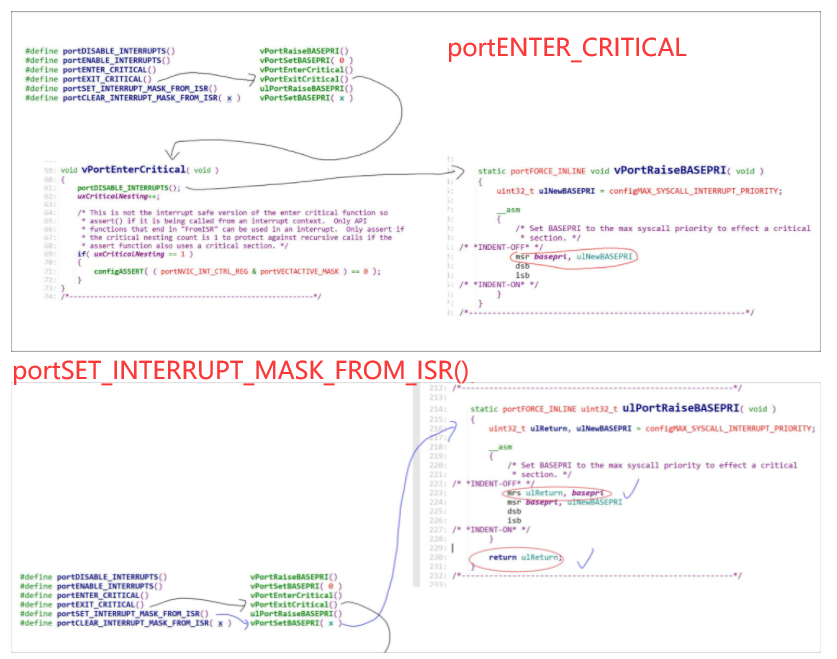 portENTER_CRITICAL
#define portDISABLE_INTERRUPTS() vPortRaiseBASEPRI()
#define portENABLE_INTERRUPTS() vPortSetBASEPRI( 0 )
#define portENTER_CRITICAL() vPortEnterCritical()
#define portEXIT_CRITICAL() vPortExitCritical()
#define portSET_INTERRUPT_MASK_FROM_ISR() ulPortRaiseBASEPRI()
#define portCLEAR_INTERRUPT_MASK_FROM_ISR( x ) vPortSetBASEPRI( x )
59: void vPortEnterCritical( void )
60: {
61: portDISABLE_INTERRUPTS();
62: uxCriticalNesting++;
63:
64: /* This is not the interrupt safe version of the enter critical function so
65: * assert() if it is being called from an interrupt context. Only API
66: * functions that end in "FromISR" can be used in an interrupt. Only assert if
67: * the critical nesting count is 1 to protect against recursive calls if the
68: * assert function also uses a critical section. */
69: if( uxCriticalNesting == 1 )
70: {
71: configASSERT( ( portNVIC_INT_CTRL_REG & portVECTACTIVE_MASK ) == 0 );
72: }
73: }
74: /*-----------------------------------------------------------*/
static portFORCE_INLINE void vPortRaiseBASEPRI( void )
{
uint32_t ulNewBASEPRI = configMAX_SYSCALL_INTERRUPT_PRIORITY;
__asm
{
/* Set BASEPRI to the max syscall priority to effect a critical
* section. */
/* *INDENT-OFF* */
msr basepri, ulNewBASEPRI
dsb
isb
/* *INDENT-ON* */
}
}
/*-----------------------------------------------------------*/
portSET_INTERRUPT_MASK_FROM_ISR()
212: /*-----------------------------------------------------------*/
213:
214: static portFORCE_INLINE uint32_t ulPortRaiseBASEPRI( void )
215: {
216: uint32_t ulReturn, ulNewBASEPRI = configMAX_SYSCALL_INTERRUPT_PRIORITY;
217:
218: __asm
219: {
220: /* Set BASEPRI to the max syscall priority to effect a critical
221: * section. */
222: /* *INDENT-OFF* */
223: mrs ulReturn, basepri
224: msr basepri, ulNewBASEPRI
225: dsb
226: isb
227: /* *INDENT-ON* */
228: }
229:
230: return ulReturn;
231: }
232: /*-----------------------------------------------------------*/
233:
#define portDISABLE_INTERRUPTS() vPortRaiseBASEPRI()
#define portENABLE_INTERRUPTS() vPortSetBASEPRI( 0 )
#define portENTER_CRITICAL() vPortEnterCritical()
#define portEXIT_CRITICAL() vPortExitCritical()
#define portSET_INTERRUPT_MASK_FROM_ISR() ulPortRaiseBASEPRI()
#define portCLEAR_INTERRUPT_MASK_FROM_ISR( x ) vPortSetBASEPRI( x )